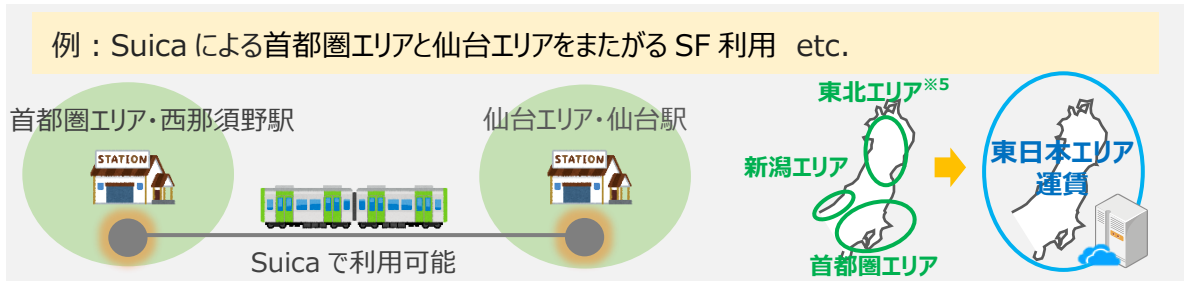 例：Suica による首都圏エリアと仙台エリアをまたがる SF 利用 etc.
首都圏エリア・西那須野駅
STATION
仙台エリア・仙台駅
STATION
Suica で利用可能
東北エリア※5
新潟エリア
首都圏エリア
東日本エリア
運賃